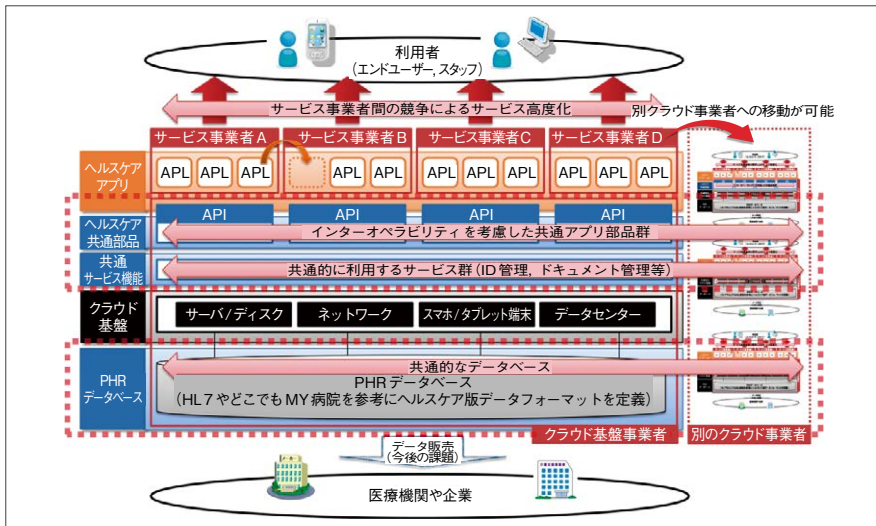 利用者
(エンドユーザー,スタッフ)
サービス事業者間の競争によるサービス高度化
別クラウド事業者への移動が可能
サービス事業者A
サービス事業者B
サービス事業者C
サービス事業者D
ヘルスケア
アプリ
APL APL APL
APL APL
APL APL APL
APL APL APL
API
API
API
API
ヘルスケア
共通部品
インターオペラビリティを考慮した共通アプリ部品群
共通
サービス機能
共通的に利用するサービス群(ID管理,ドキュメント管理等)
クラウド
基盤
サーバ/ディスク
ネットワーク
スマホ/タブレット端末
データセンター
PHR
データベース
共通的なデータベース
PHRデータベース
(HL7やどこでもMY病院を参考にヘルスケア版データフォーマットを定義)
クラウド基盤事業者
別のクラウド事業者
データ販売
(今後の課題)
医療機関や企業